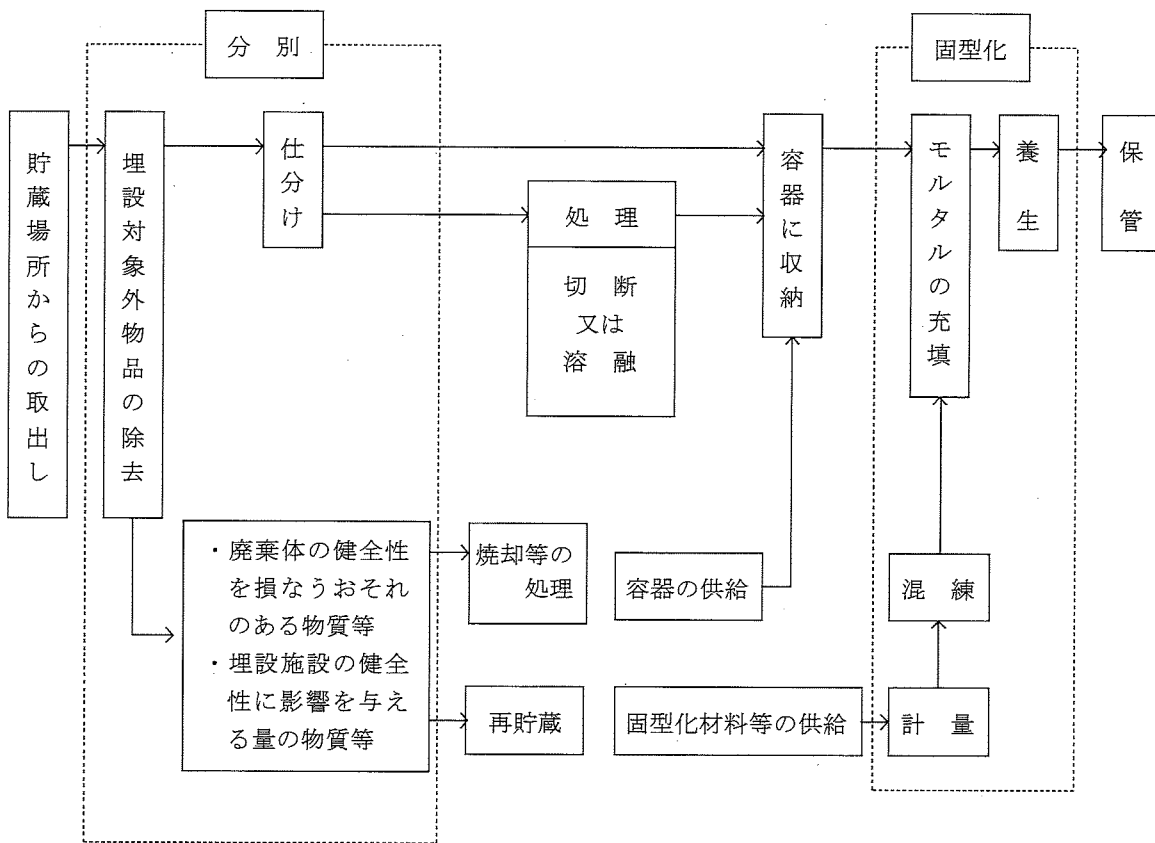 分別
固型化
貯蔵場所からの取出し
埋設対象外物品の除去
仕分け
処理
切断
又は
溶融
容器に収納
モルタルの充填
養生
保管
・廃棄体の健全性
を損なうおそれ
のある物質等
・埋設施設の健全
性に影響を与え
る量の物質等
焼却等の
処理
再貯蔵
容器の供給
固型化材料等の供給
混練
計量